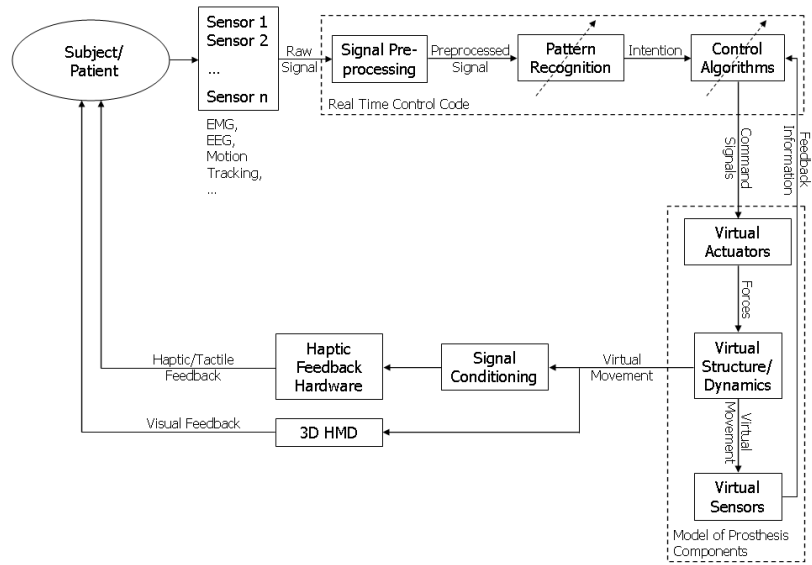 Subject/
Patient
Sensor 1
Sensor 2
...
Sensor n
EMG,
EEG,
Motion
Tracking,
...
Raw
Signal
Signal Pre-
processing
Preprocessed
Signal
Pattern
Recognition
Intention
Control
Algorithms
Real Time Control Code
Command
Signals
Feedback
Information
Virtual
Actuators
Forces
Virtual
Structure/
Dynamics
Virtual
Movement
Virtual
Sensors
Model of Prosthesis
Components
Virtual
Movement
Signal
Conditioning
Haptic
Feedback
Hardware
Haptic/Tactile
Feedback
3D HMD
Visual Feedback